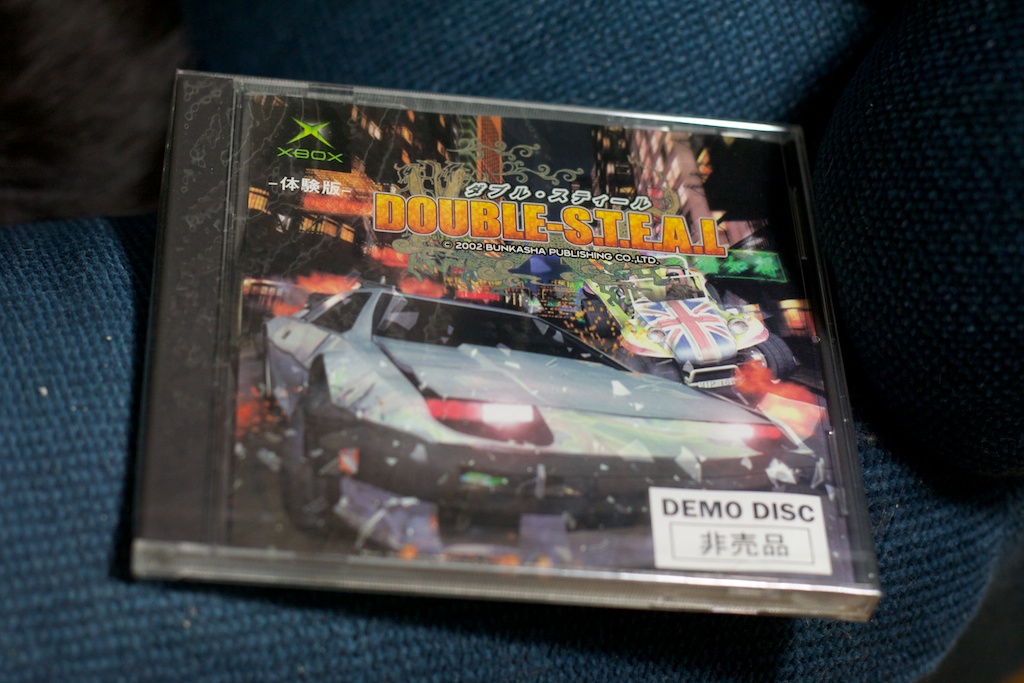 XBOX
-体験版-
ダブル・スティール
DOUBLE-S.T.E.A.L
© 2002 BUNKASHA PUBLISHING CO.,LTD.
DEMO DISC
非売品